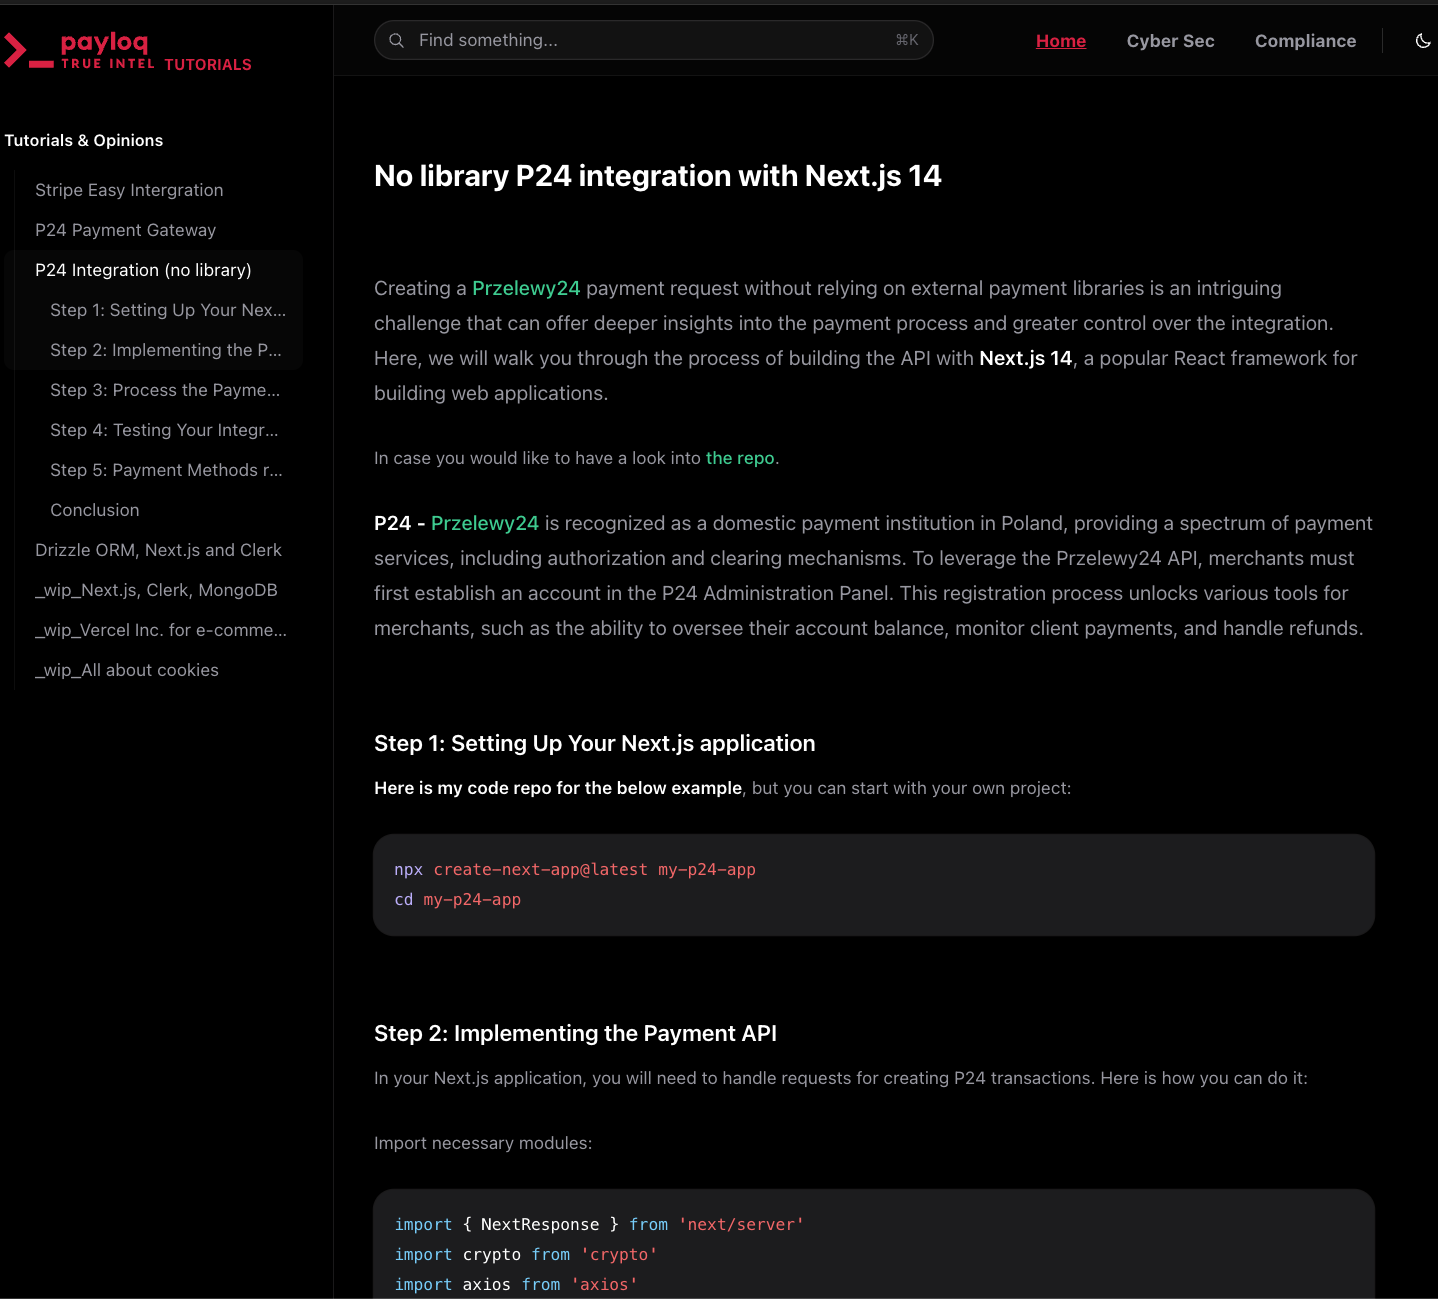 payloq
TRUE INTEL TUTORIALS
Find something... ⌘K
Home Cyber Sec Compliance
Tutorials & Opinions
Stripe Easy Intergration
P24 Payment Gateway
P24 Integration (no library)
Step 1: Setting Up Your Nex...
Step 2: Implementing the P...
Step 3: Process the Payme...
Step 4: Testing Your Integr...
Step 5: Payment Methods r...
Conclusion
Drizzle ORM, Next.js and Clerk
_wip_Next.js, Clerk, MongoDB
_wip_Vercel Inc. for e-comme...
_wip_All about cookies
No library P24 integration with Next.js 14
Creating a Przelewy24 payment request without relying on external payment libraries is an intriguing
challenge that can offer deeper insights into the payment process and greater control over the integration.
Here, we will walk you through the process of building the API with Next.js 14, a popular React framework for
building web applications.
In case you would like to have a look into the repo.
P24 - Przelewy24 is recognized as a domestic payment institution in Poland, providing a spectrum of payment
services, including authorization and clearing mechanisms. To leverage the Przelewy24 API, merchants must
first establish an account in the P24 Administration Panel. This registration process unlocks various tools for
merchants, such as the ability to oversee their account balance, monitor client payments, and handle refunds.
Step 1: Setting Up Your Next.js application
Here is my code repo for the below example, but you can start with your own project:
npx create-next-app@latest my-p24-app
cd my-p24-app
Step 2: Implementing the Payment API
In your Next.js application, you will need to handle requests for creating P24 transactions. Here is how you can do it:
Import necessary modules:
import { NextResponse } from 'next/server'
import crypto from 'crypto'
import axios from 'axios'